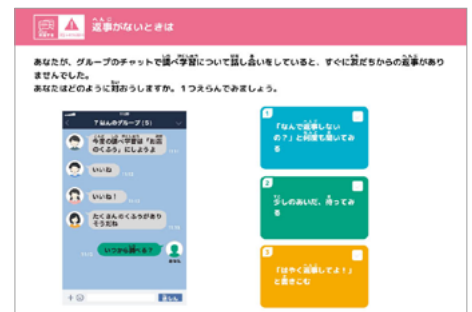 返事がないときは
あなたが、グループのチャットで調べ学習について話し合いをしていると、すぐに友だちからの返事があり
ませんでした。
あなたはどのように対おうしますか。1つえらんでみましょう。
7はんのグループ(5)
今度の調べ学習は「お店
のくふう」にしようよ
いいね
いいね!
たくさんのくふうがあり
そうだね
いつから調べる?
1
「なんで返事しない
の?」と何度も聞いてみ
る
2
少しのあいだ、待ってみ
る
3
「はやく返事してよ!」
と書きこむ